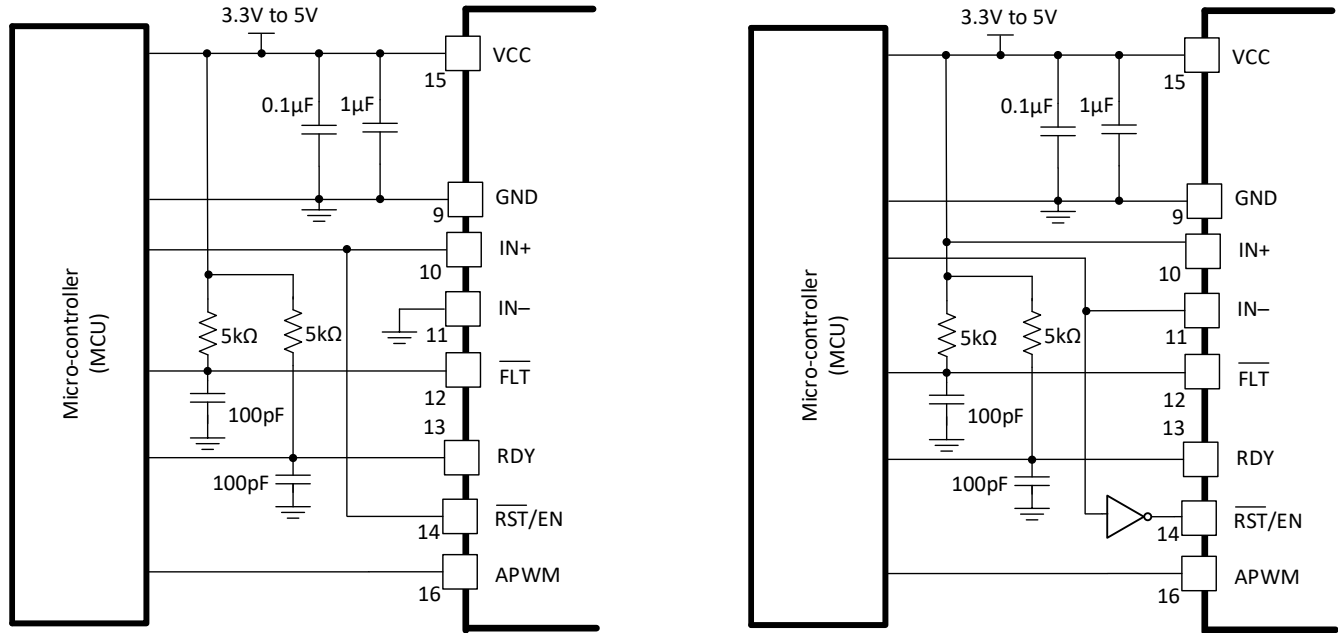 3.3V to 5V
VCC
15
0.1µF
1µF
GND
9
IN+
10
IN–
11
5kΩ
5kΩ
FLT
12
100pF
13
RDY
100pF
RST/EN
14
APWM
16
Micro-controller
(MCU)
3.3V to 5V
VCC
15
0.1µF
1µF
GND
9
IN+
10
IN–
11
5kΩ
5kΩ
FLT
12
100pF
13
RDY
100pF
RST/EN
14
APWM
16
Micro-controller
(MCU)